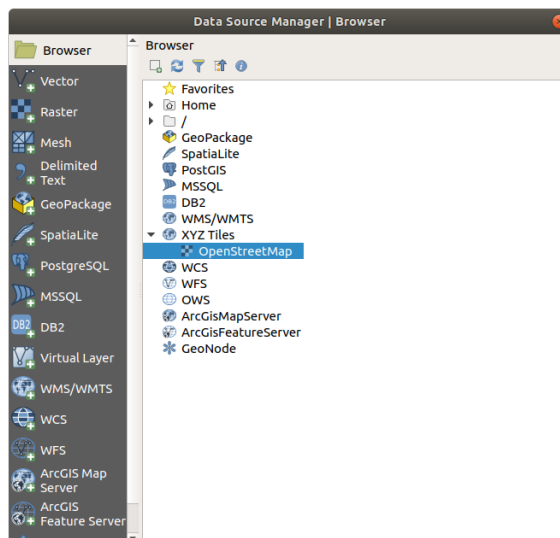 Data Source Manager | Browser
Browser
Vector
Raster
Mesh
Delimited
Text
GeoPackage
SpatiaLite
PostgreSQL
MSSQL
DB2
DB2
Virtual Layer
WMS/WMTS
WCS
WFS
ArcGIS Map
Server
ArcGIS
Feature Server
Browser
Favorites
Home
/
GeoPackage
SpatiaLite
PostGIS
MSSQL
DB2
DB2
WMS/WMTS
XYZ Tiles
OpenStreetMap
WCS
WFS
OWS
ArcGisMapServer
ArcGisFeatureServer
GeoNode